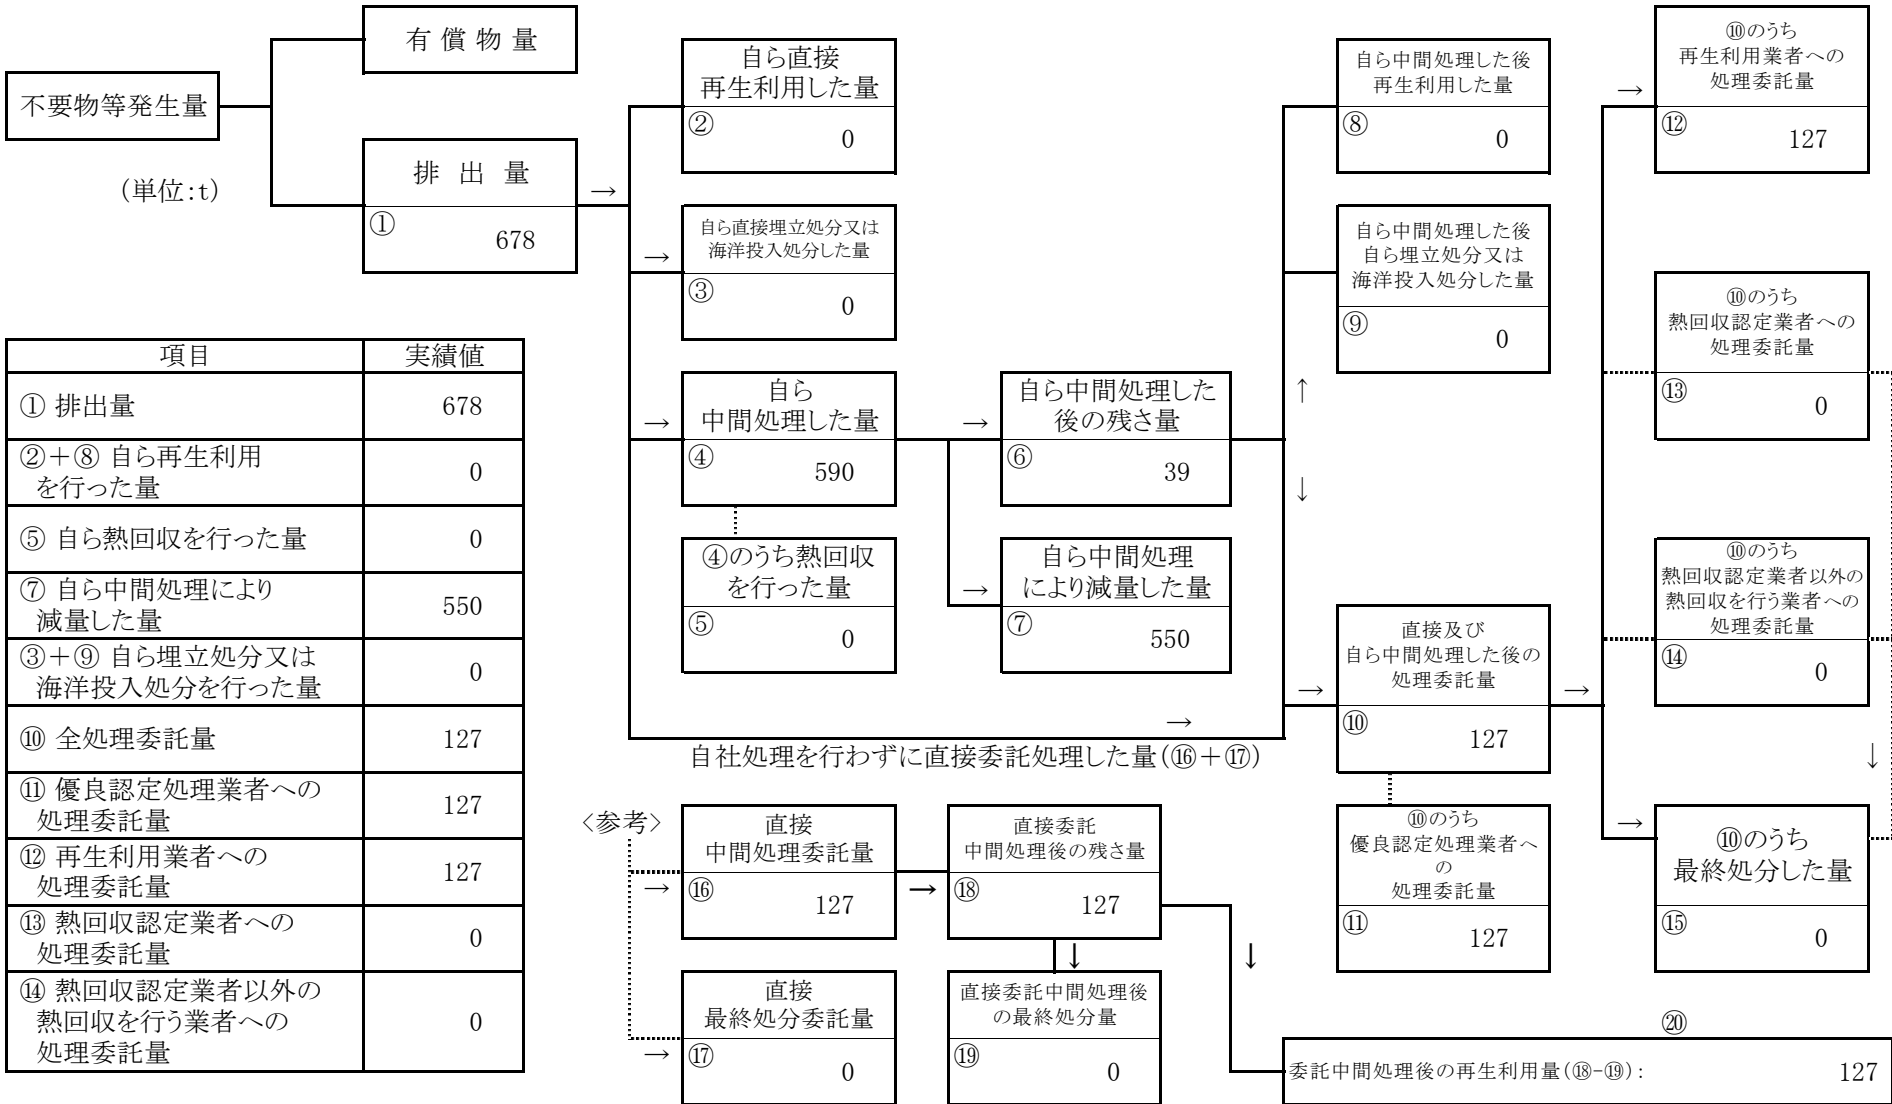 不要物等発生量
(単位:t)
有償物量
排出量
①
678
→
自ら直接
再生利用した量
②
0
→
自ら直接埋立処分又は
海洋投入処分した量
③
0
→
自ら
中間処理した量
④
590
④のうち熱回収
を行った量
⑤
0
→
自ら中間処理した
後の残さ量
⑥
39
→
自ら中間処理
により減量した量
⑦
550
自ら中間処理した後
再生利用した量
⑧
0
自ら中間処理した後
自ら埋立処分又は
海洋投入処分した量
⑨
0
↑
↓
→
自社処理を行わずに直接委託処理した量(⑯+⑰)
→
直接及び
自ら中間処理した後の
処理委託量
⑩
127
⑩のうち
優良認定処理業者へ
の
処理委託量
⑪
127
→
→
⑩のうち
再生利用業者への
処理委託量
⑫
127
⑩のうち
熱回収認定業者への
処理委託量
⑬
0
⑩のうち
熱回収認定業者以外の
熱回収を行う業者への
処理委託量
⑭
0
↓
→
⑩のうち
最終処分した量
⑮
0
項目 実績値
① 排出量 678
②+⑧ 自ら再生利用
を行った量 0
⑤ 自ら熱回収を行った量 0
⑦ 自ら中間処理により
減量した量 550
③+⑨ 自ら埋立処分又は
海洋投入処分を行った量 0
⑩ 全処理委託量 127
⑪ 優良認定処理業者への
処理委託量 127
⑫ 再生利用業者への
処理委託量 127
⑬ 熱回収認定業者への
処理委託量 0
⑭ 熱回収認定業者以外の
熱回収を行う業者への
処理委託量 0
<参考>
→
直接
中間処理委託量
⑯
127
→
直接委託
中間処理後の残さ量
⑱
127
↓
↓
→
直接
最終処分委託量
⑰
0
直接委託中間処理後
の最終処分量
⑲
0
⑳
委託中間処理後の再生利用量(⑱-⑲): 127